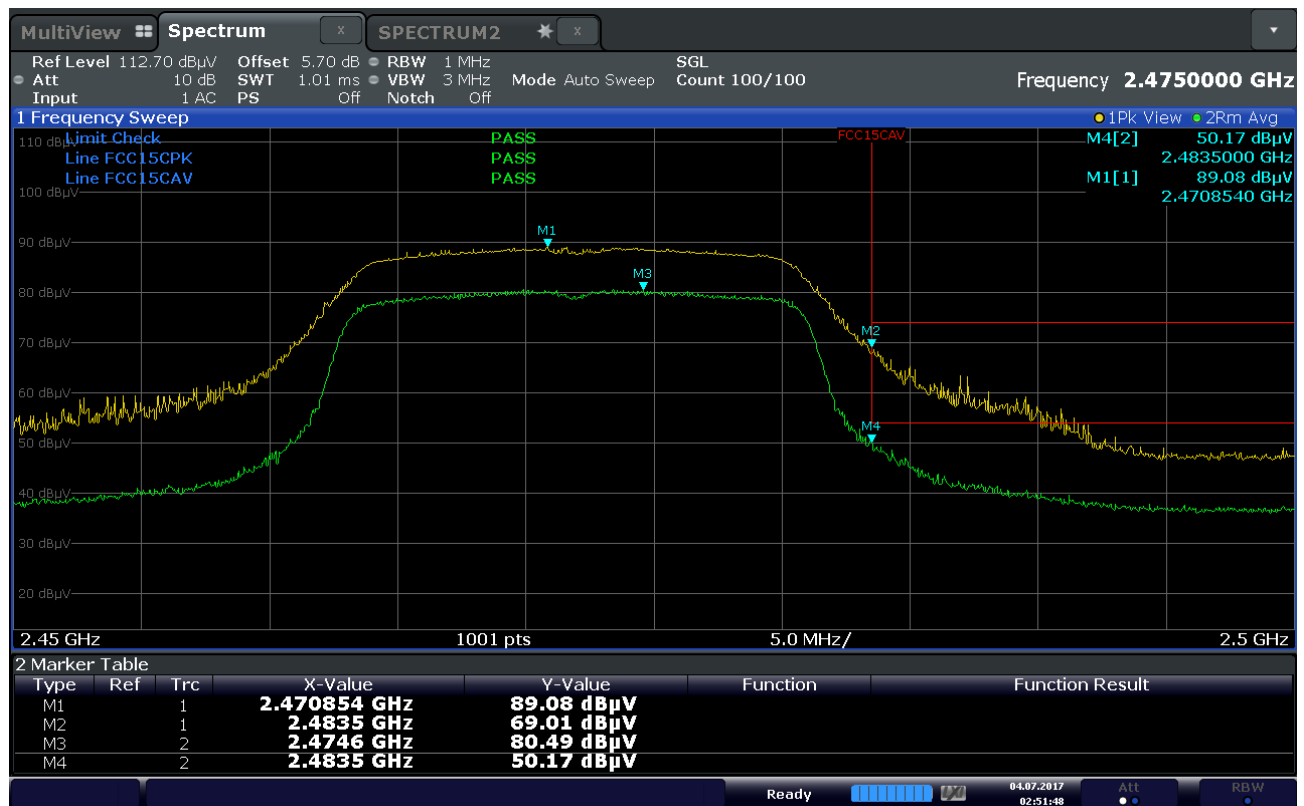 MultiView Spectrum x SPECTRUM2 x
Ref Level 112.70 dBµV Offset 5.70 dB RBW 1 MHz SGL
Att 10 dB SWT 1.01 ms VBW 3 MHz Mode Auto Sweep Count 100/100 Frequency 2.4750000 GHz
Input 1 AC PS Off Notch Off
1 Frequency Sweep 1Pk View 2Rm Avg
110 dBµV Limit Check PASS FCC15CAV M4[2] 50.17 dBµV
Line FCC15CPK PASS 2.4835000 GHz
Line FCC15CAV PASS M1[1] 89.08 dBµV
100 dBµV 2.4708540 GHz
M1
90 dBµV
M3
80 dBµV
M2
70 dBµV
60 dBµV
M4
50 dBµV
40 dBµV
30 dBµV
20 dBµV
2.45 GHz 1001 pts 5.0 MHz/ 2.5 GHz
2 Marker Table
Type Ref Trc X-Value Y-Value Function Function Result
M1 1 2.470854 GHz 89.08 dBµV
M2 1 2.4835 GHz 69.01 dBµV
M3 2 2.4746 GHz 80.49 dBµV
M4 2 2.4835 GHz 50.17 dBµV
Ready 04.07.2017 Att RBW
02:51:48